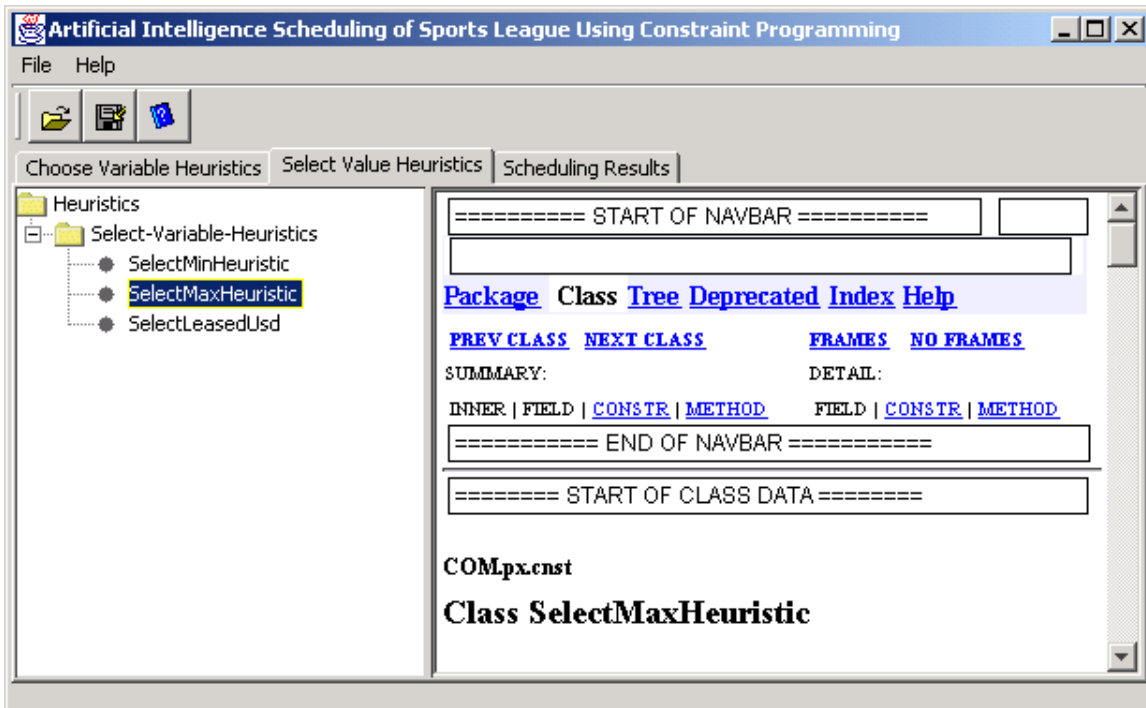 Artificial Intelligence Scheduling of Sports League Using Constraint Programming
File Help
Choose Variable Heuristics Select Value Heuristics Scheduling Results
Heuristics
Select-Variable-Heuristics
SelectMinHeuristic
SelectMaxHeuristic
SelectLeasedUsd
========== START OF NAVBAR ==========
Package Class Tree Deprecated Index Help
PREV CLASS NEXT CLASS FRAMES NO FRAMES
SUMMARY: DETAIL:
INNER | FIELD | CONSTR | METHOD FIELD | CONSTR | METHOD
=========== END OF NAVBAR ===========
======== START OF CLASS DATA ========
COM.px.cnst
Class SelectMaxHeuristic